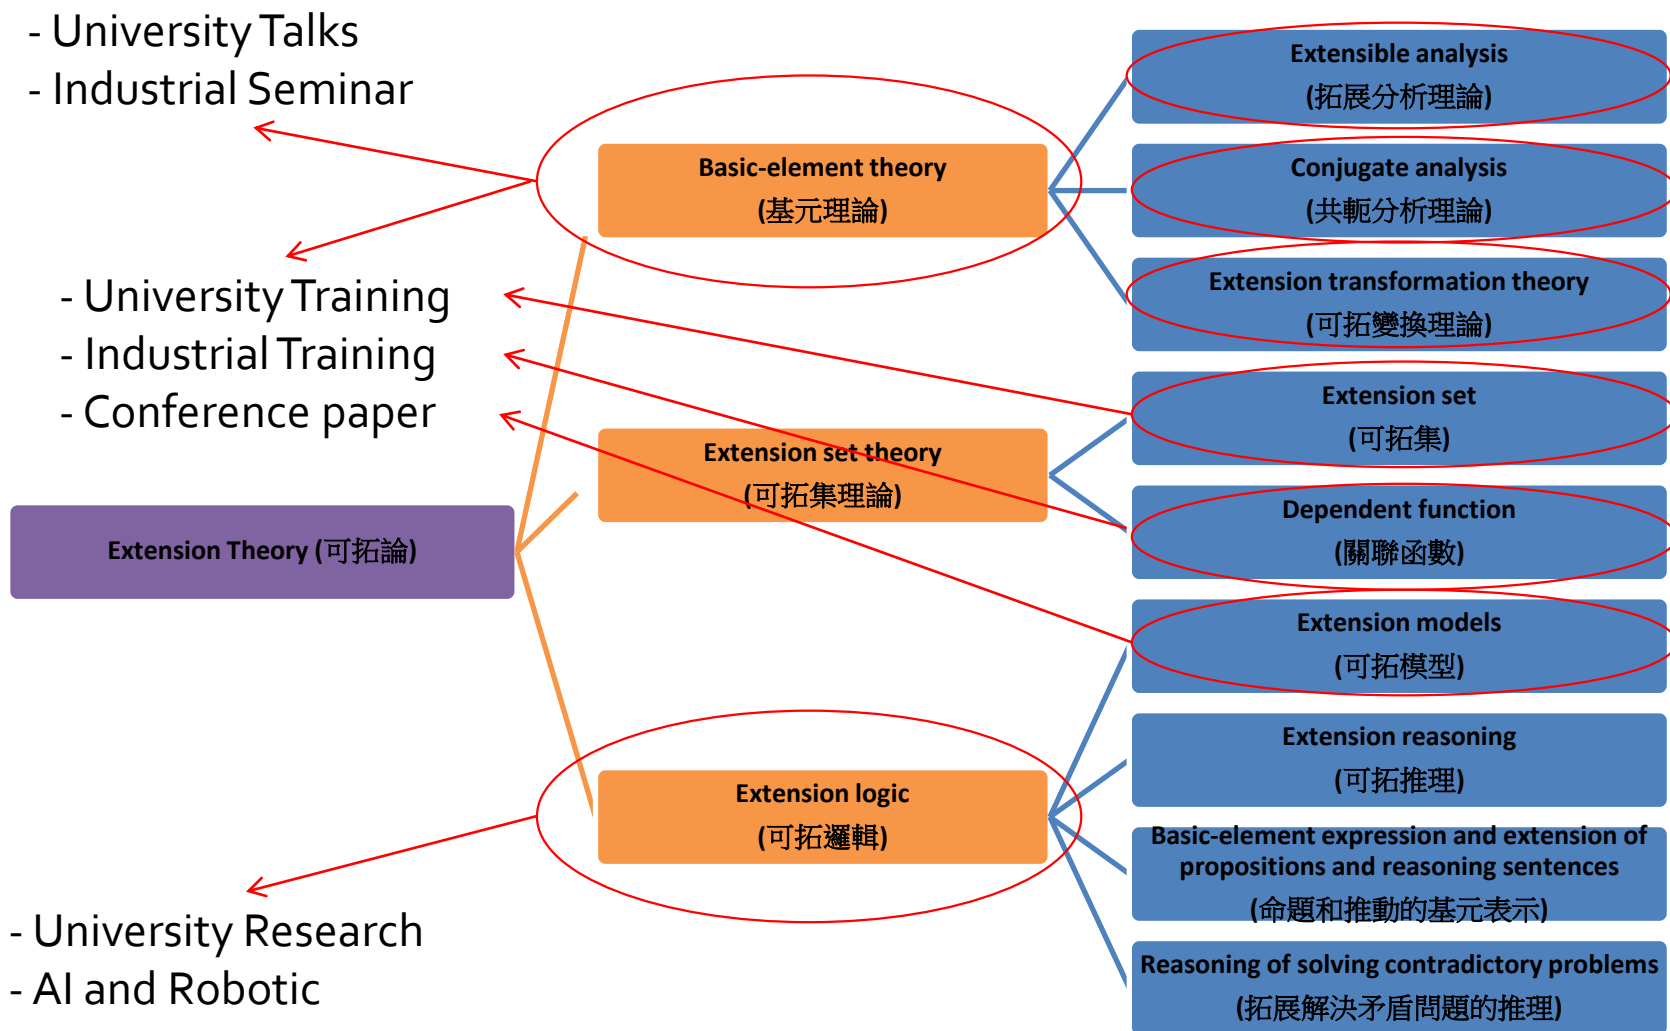 - University Talks
- Industrial Seminar
- University Training
- Industrial Training
- Conference paper
- University Research
- AI and Robotic
Extension Theory (可拓論)
Basic-element theory
(基元理論)
Extension set theory
(可拓集理論)
Extension logic
(可拓邏輯)
Extensible analysis
(拓展分析理論)
Conjugate analysis
(共軛分析理論)
Extension transformation theory
(可拓變換理論)
Extension set
(可拓集)
Dependent function
(關聯函數)
Extension models
(可拓模型)
Extension reasoning
(可拓推理)
Basic-element expression and extension of
propositions and reasoning sentences
(命題和推動的基元表示)
Reasoning of solving contradictory problems
(拓展解決矛盾問題的推理)